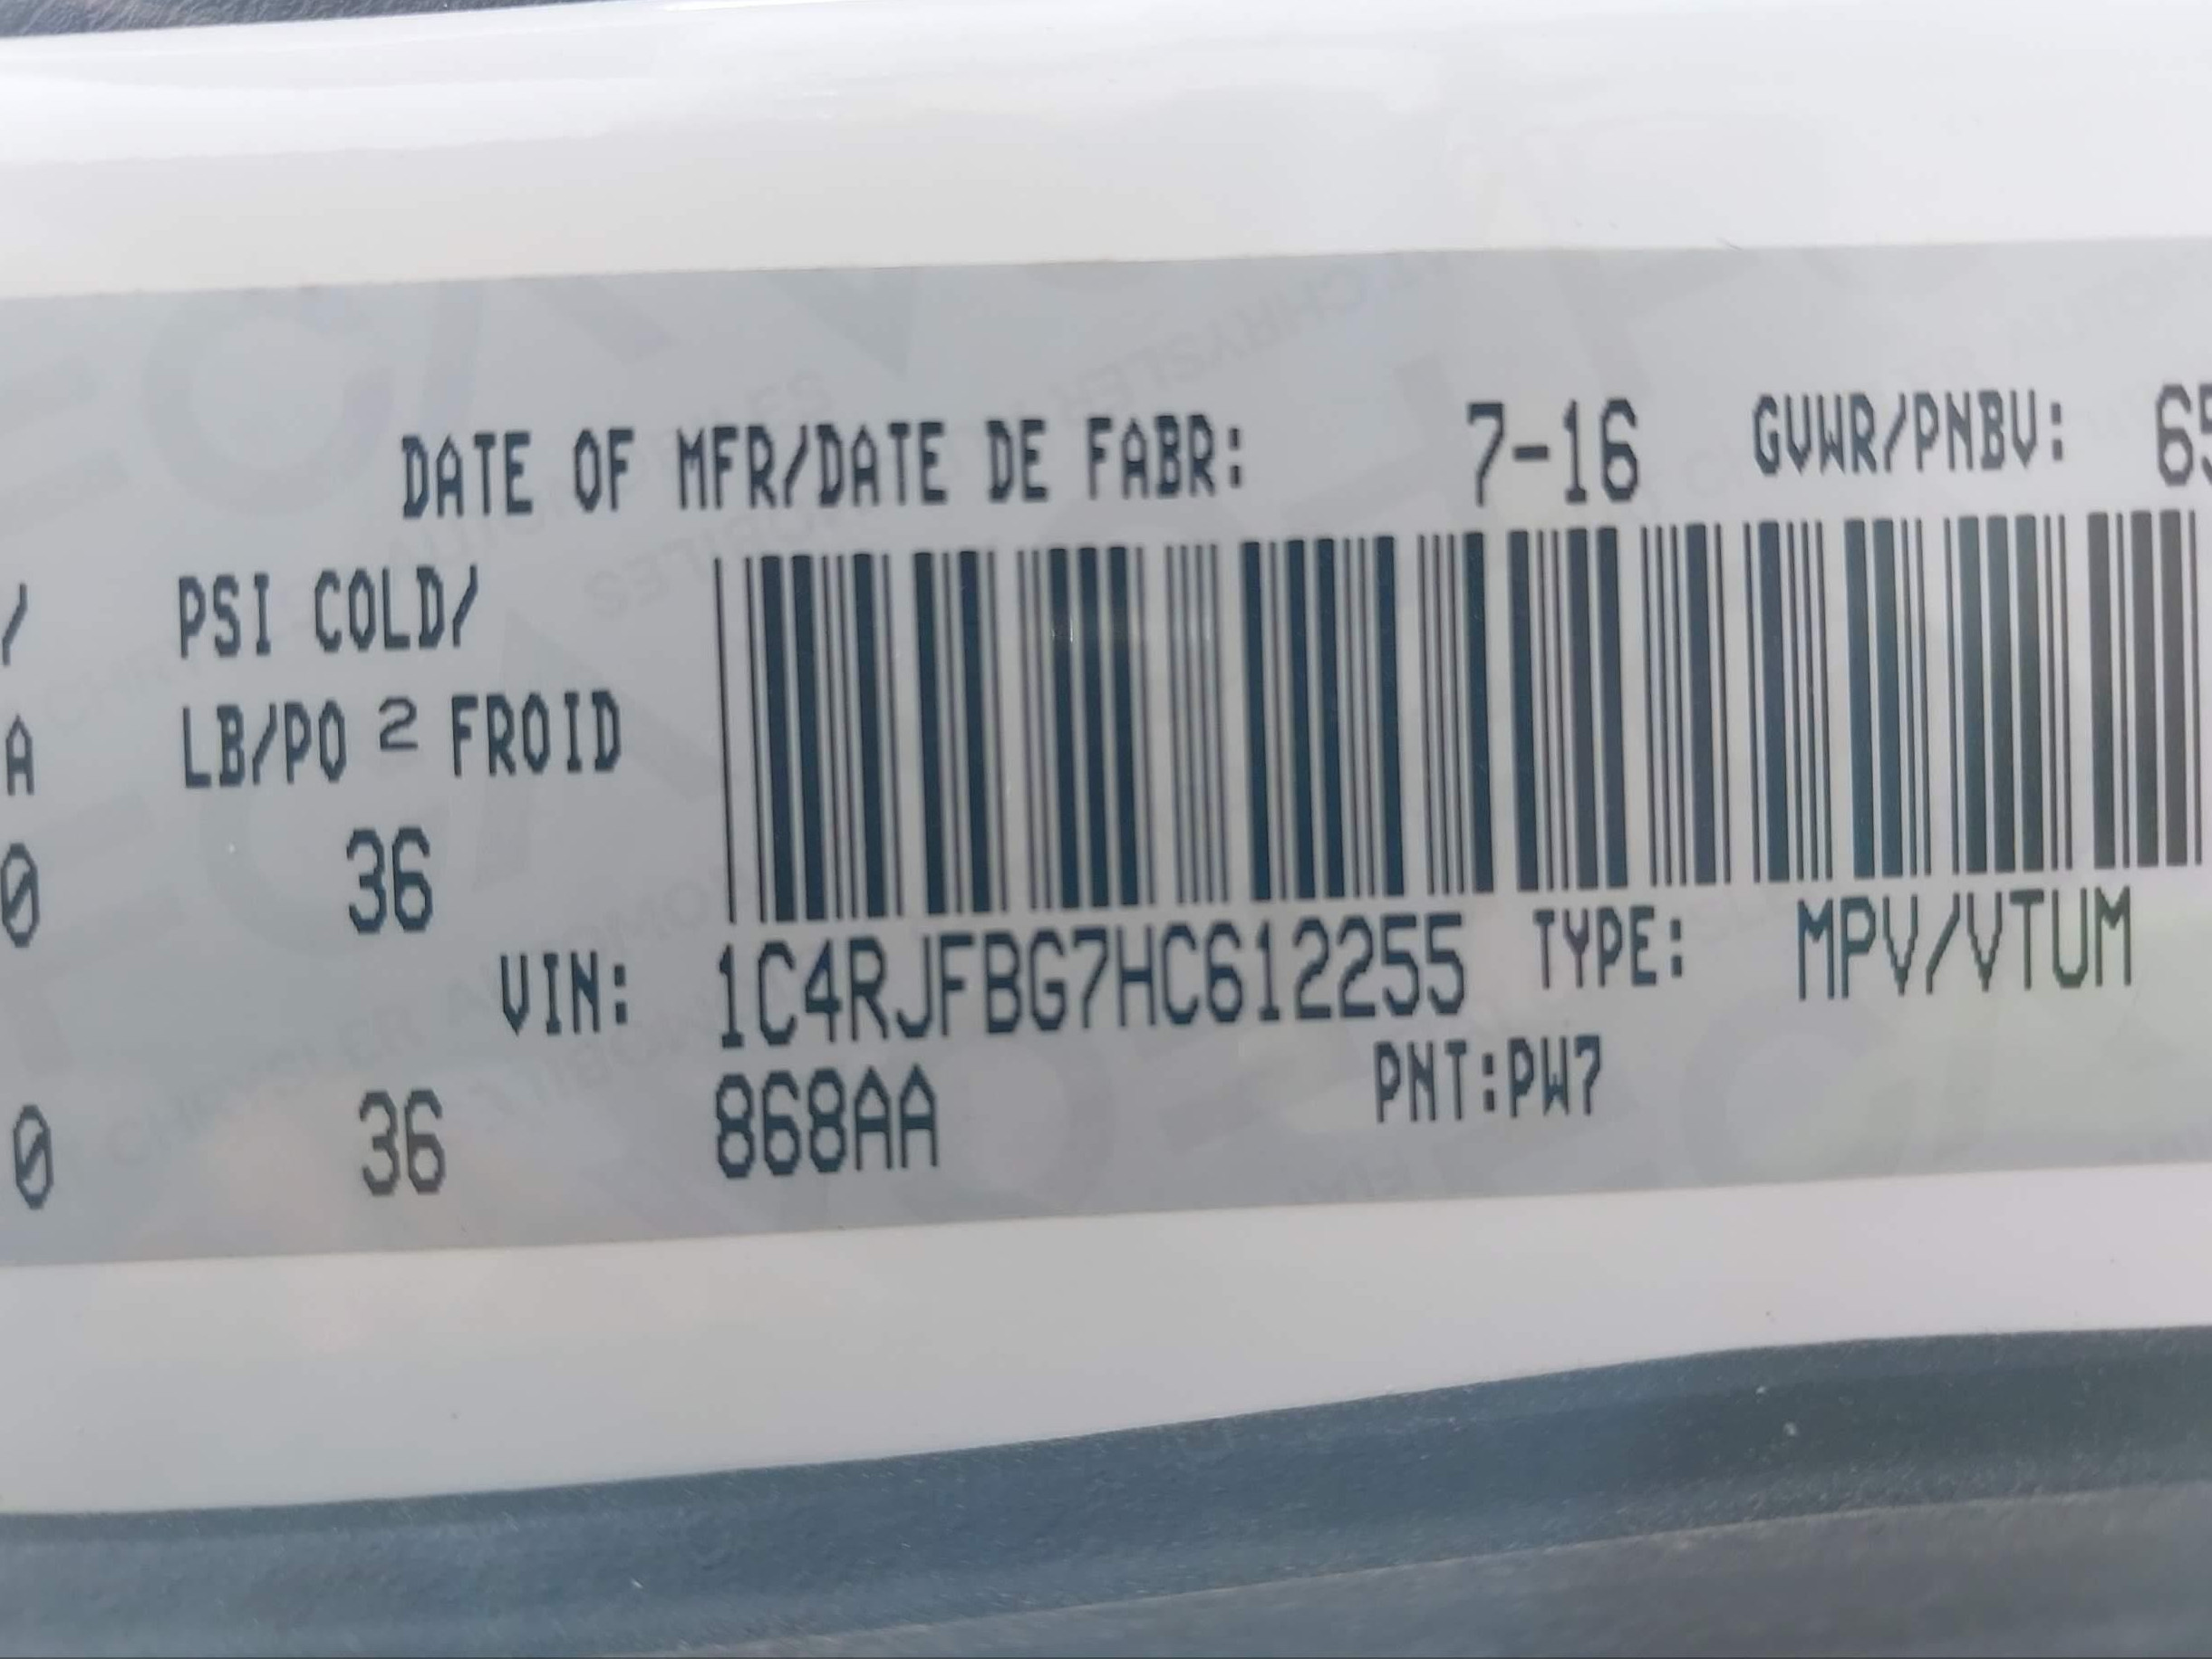 DATE OF MFR/DATE DE FABR: 7-16 GVWR/PNBV: 65
/ PSI COLD/
A LB/PO 2 FROID
0 36
VIN: 1C4RJFBG7HC612255 TYPE: MPV/VTUM
0 36 868AA PNT:PW7